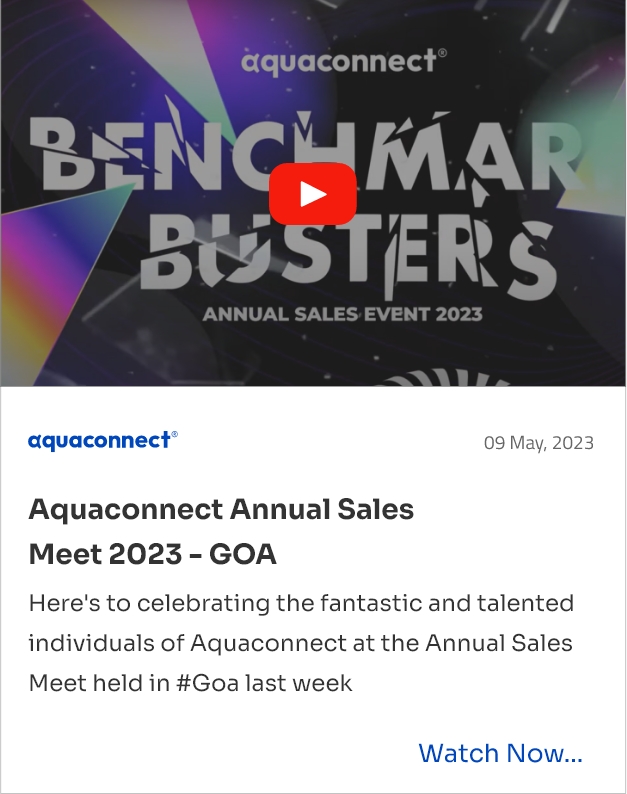 aquaconnect®
BENCHMAR
BUSTERS
ANNUAL SALES EVENT 2023
aquaconnect®
09 May, 2023
Aquaconnect Annual Sales
Meet 2023 - GOA
Here's to celebrating the fantastic and talented
individuals of Aquaconnect at the Annual Sales
Meet held in #Goa last week
Watch Now...